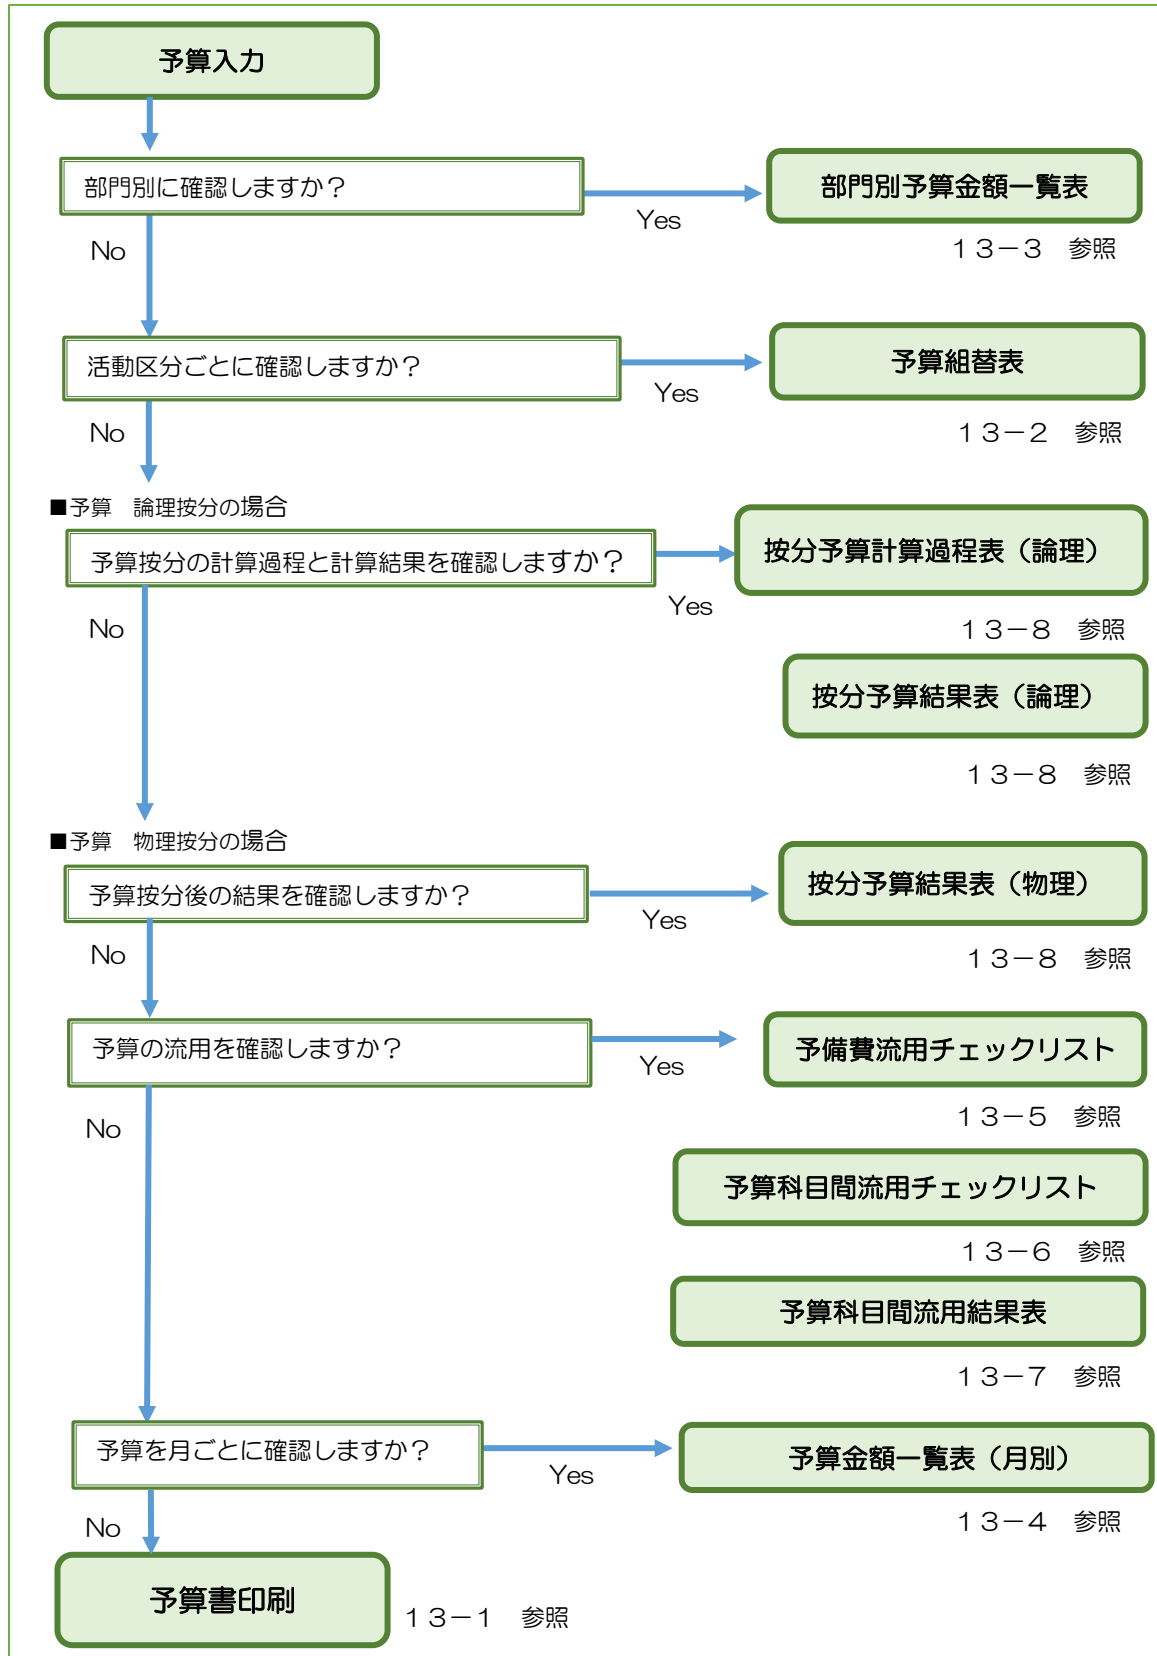 予算入力
部門別に確認しますか？
部門別予算金額一覧表
Yes
No
１３－３　参照
活動区分ごとに確認しますか？
予算組替表
Yes
No
１３－２　参照
■予算　論理按分の場合
予算按分の計算過程と計算結果を確認しますか？
按分予算計算過程表（論理）
Yes
No
１３－８　参照
按分予算結果表（論理）
１３－８　参照
■予算　物理按分の場合
予算按分後の結果を確認しますか？
按分予算結果表（物理）
Yes
No
１３－８　参照
予算の流用を確認しますか？
予備費流用チェックリスト
Yes
No
１３－５　参照
予算科目間流用チェックリスト
１３－６　参照
予算科目間流用結果表
１３－７　参照
予算を月ごとに確認しますか？
予算金額一覧表（月別）
Yes
No
１３－４　参照
予算書印刷
１３－１　参照